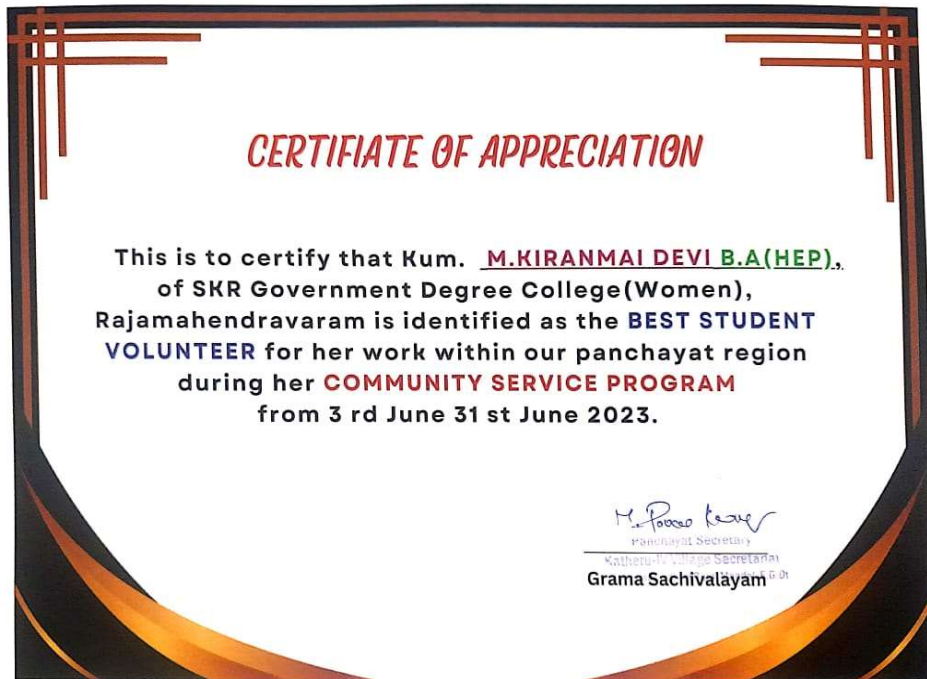 CERTIFIATE OF APPRECIATION
This is to certify that Kum. M.KIRANMAI DEVI B.A(HEP),
of SKR Government Degree College(Women),
Rajamahendravaram is identified as the BEST STUDENT
VOLUNTEER for her work within our panchayat region
during her COMMUNITY SERVICE PROGRAM
from 3 rd June 31 st June 2023.
Panchayat Secretary
Village Secretariat
Grama Sachivalayam